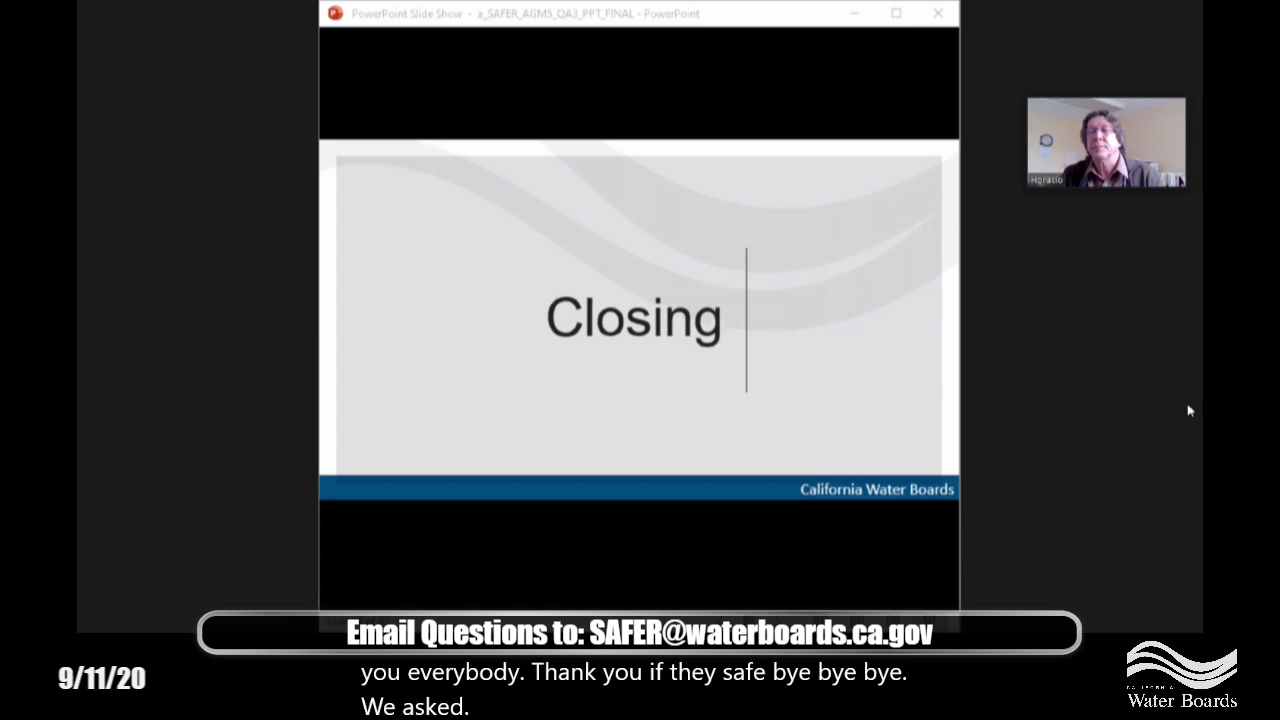 PowerPoint Slide Show - a_SAFER_AGM5_QA3_PPT_FINAL - PowerPoint
Horacio
Closing
California Water Boards
Email Questions to: SAFER@waterboards.ca.gov
9/11/20
you everybody. Thank you if they safe bye bye bye.
We asked.
CALIFORNIA
Water Boards